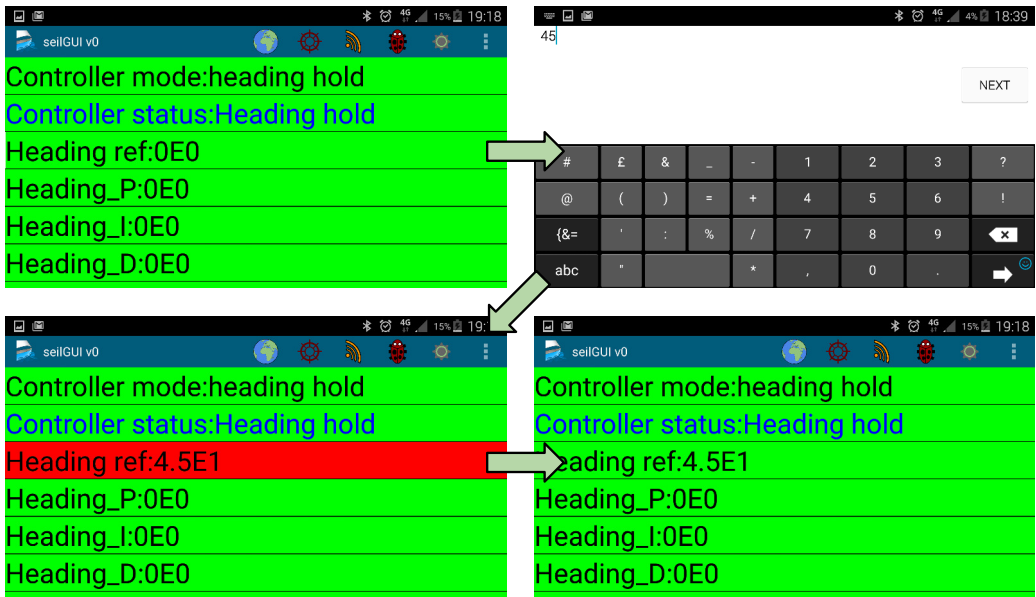 4G 15% 19:18
seilGUI v0
Controller mode:heading hold
Controller status:Heading hold
Heading ref:0E0
Heading_P:0E0
Heading_I:0E0
Heading_D:0E0
4G 4% 18:39
45
NEXT
# £ & _ - 1 2 3 ?
@ ( ) = + 4 5 6 !
{&= ' : % / 7 8 9
abc " * , 0 .
4G 15% 19:
seilGUI v0
Controller mode:heading hold
Controller status:Heading hold
Heading ref:4.5E1
Heading_P:0E0
Heading_I:0E0
Heading_D:0E0
4G 15% 19:18
seilGUI v0
Controller mode:heading hold
Controller status:Heading hold
eading ref:4.5E1
Heading_P:0E0
Heading_I:0E0
Heading_D:0E0